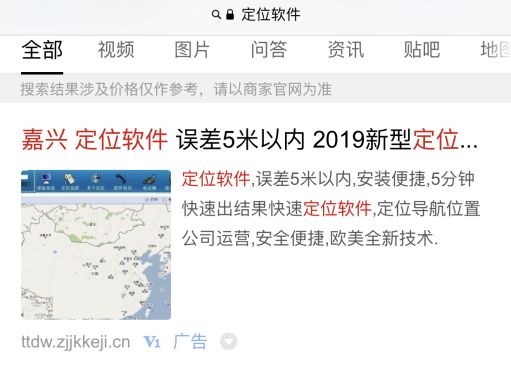 定位软件
全部 视频 图片 问答 资讯 贴吧 地图
搜索结果涉及价格仅作参考，请以商家官网为准
嘉兴 定位软件 误差5米以内 2019新型定位...
定位软件,误差5米以内,安装便捷,5分钟
快速出结果快速定位软件,定位导航位置
公司运营,安全便捷,欧美全新技术.
ttdw.zjjkkeji.cn V1 广告